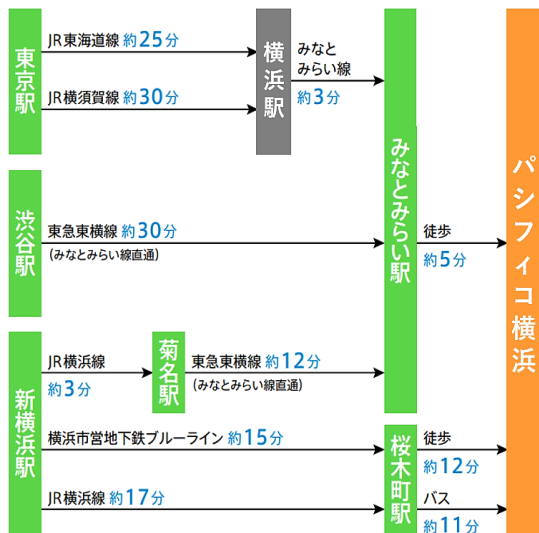 東京駅
JR東海道線 約25分
JR横須賀線 約30分
横浜駅
みなと
みらい線
約3分
渋谷駅
東急東横線 約30分
(みなとみらい線直通)
みなとみらい駅
徒歩
約5分
パシフィコ横浜
新横浜駅
JR横浜線
約3分
菊名駅
東急東横線 約12分
(みなとみらい線直通)
横浜市営地下鉄ブルーライン 約15分
JR横浜線 約17分
桜木町駅
徒歩
約12分
バス
約11分